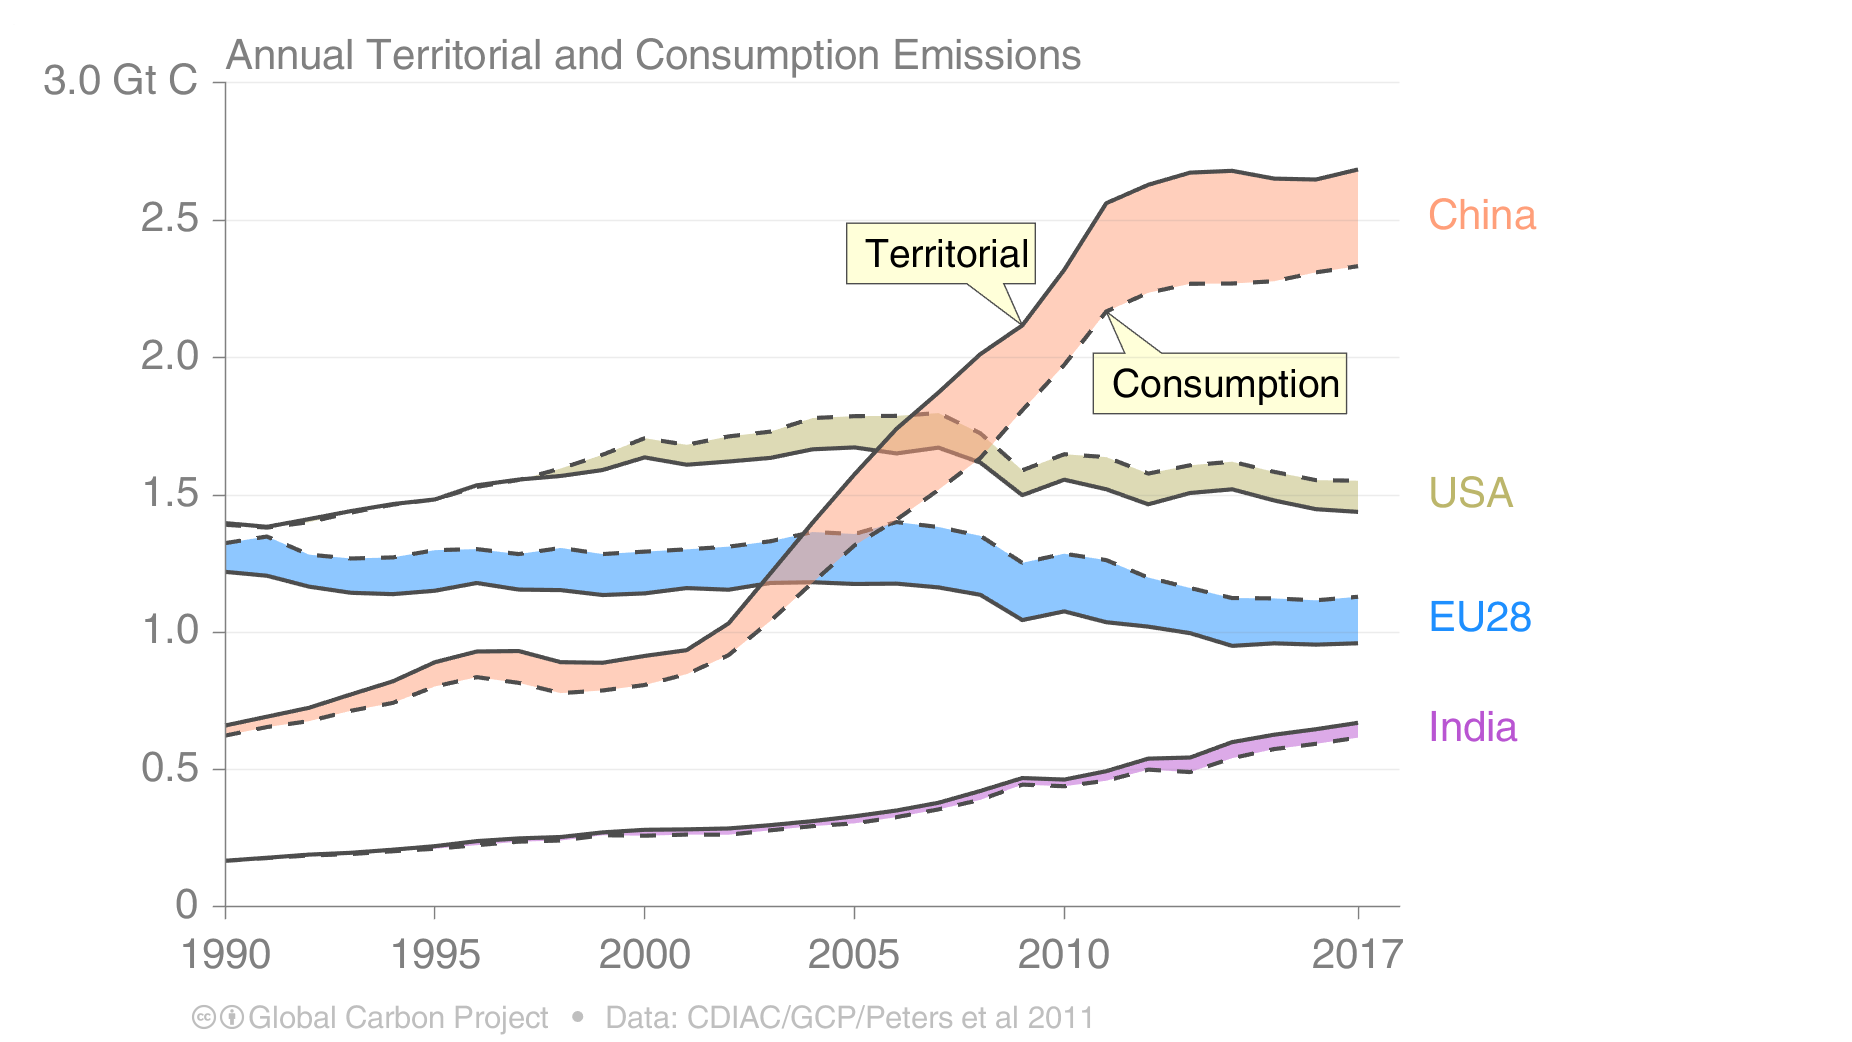 Annual Territorial and Consumption Emissions
3.0 Gt C
2.5
2.0
1.5
1.0
0.5
0
1990 1995 2000 2005 2010 2017
Territorial
Consumption
China
USA
EU28
India
cc Global Carbon Project • Data: CDIAC/GCP/Peters et al 2011